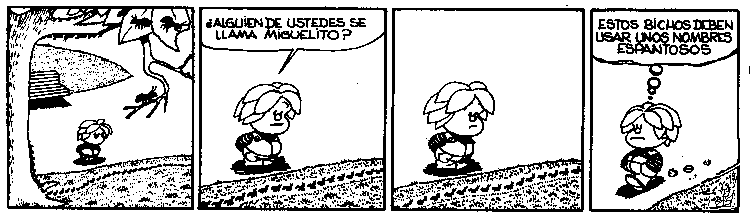 ¿ALGUIEN DE USTEDES SE
LLAMA MIGUELITO?
ESTOS BICHOS DEBEN
USAR UNOS NOMBRES
ESPANTOSOS